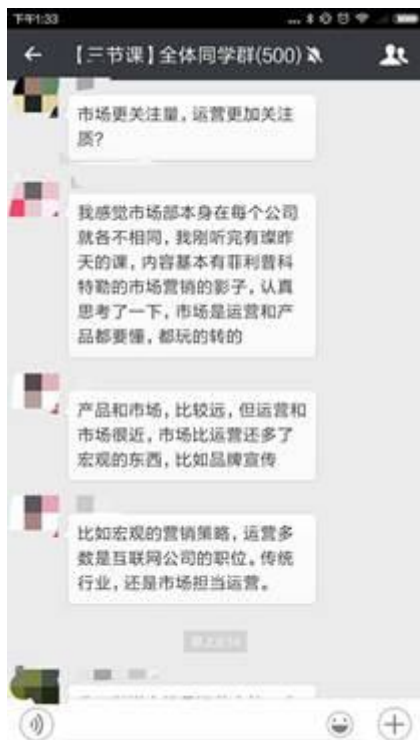 下午1:33
...
【三节课】全体同学群(500)
市场更关注量，运营更加关注
质？
我感觉市场部本身在每个公司
就各不相同，我刚听完有璨昨
天的课，内容基本有菲利普科
特勒的市场营销的影子，认真
思考了一下，市场是运营和产
品都要懂，都玩的转的
产品和市场，比较远，但运营和
市场很近，市场比运营还多了
宏观的东西，比如品牌宣传
比如宏观的营销策略，运营多
数是互联网公司的职位。传统
行业，还是市场担当运营。